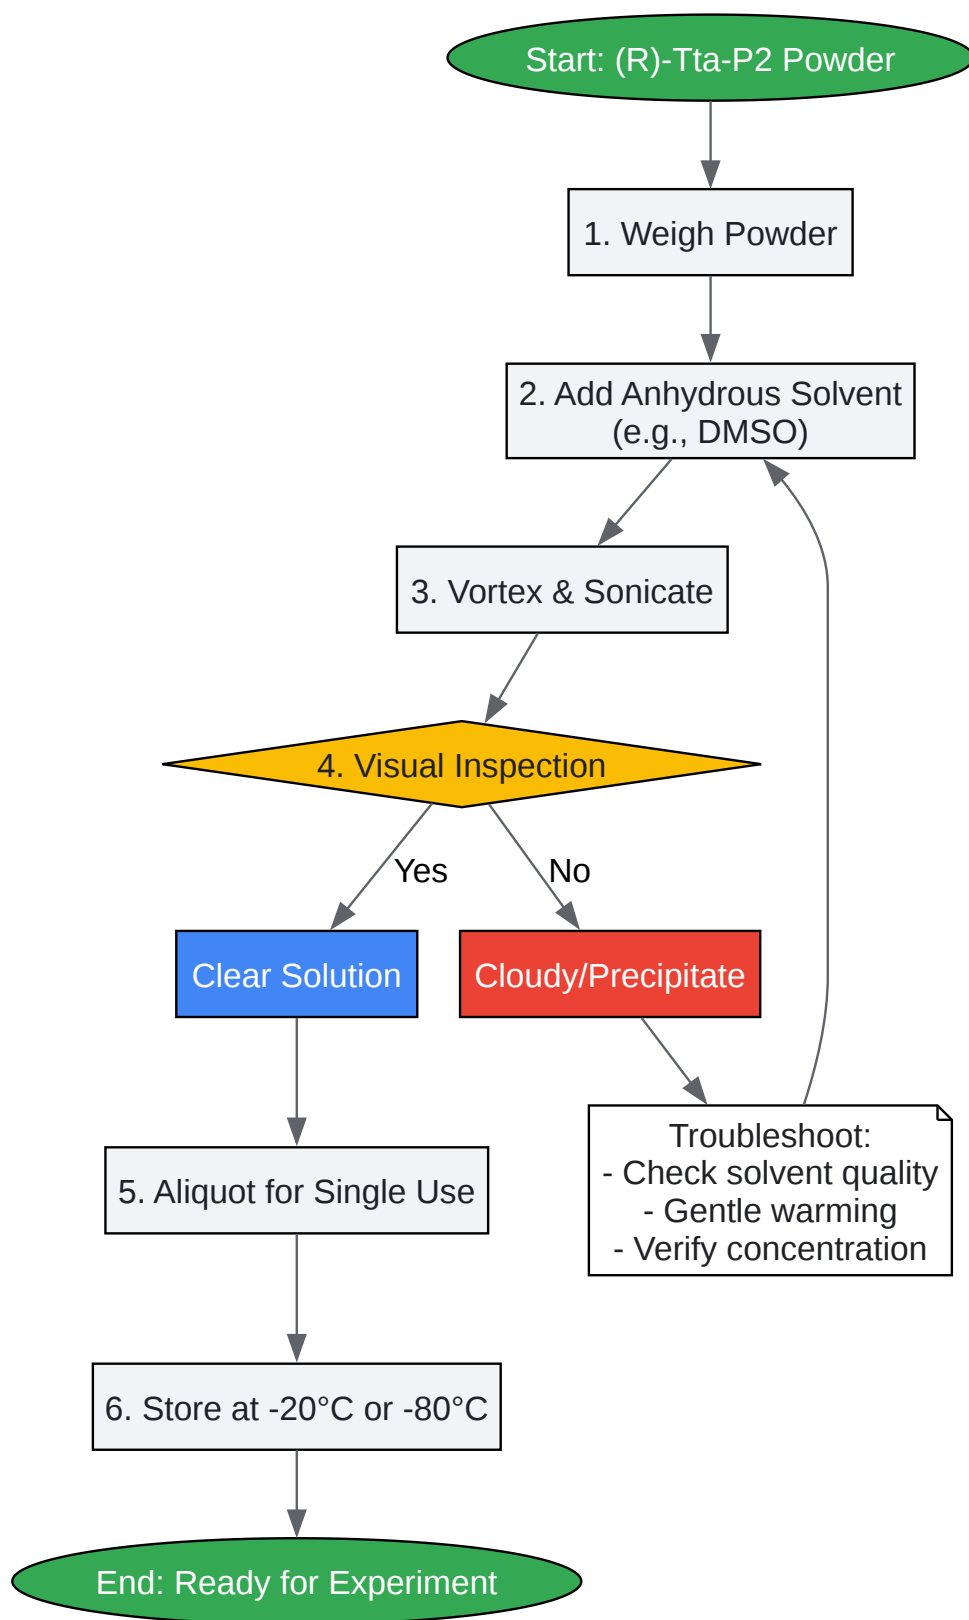 Start: (R)-Tta-P2 Powder
1. Weigh Powder
2. Add Anhydrous Solvent
(e.g., DMSO)
3. Vortex & Sonicate
4. Visual Inspection
Yes
No
Clear Solution
Cloudy/Precipitate
Troubleshoot:
- Check solvent quality
- Gentle warming
- Verify concentration
5. Aliquot for Single Use
6. Store at -20°C or -80°C
End: Ready for Experiment